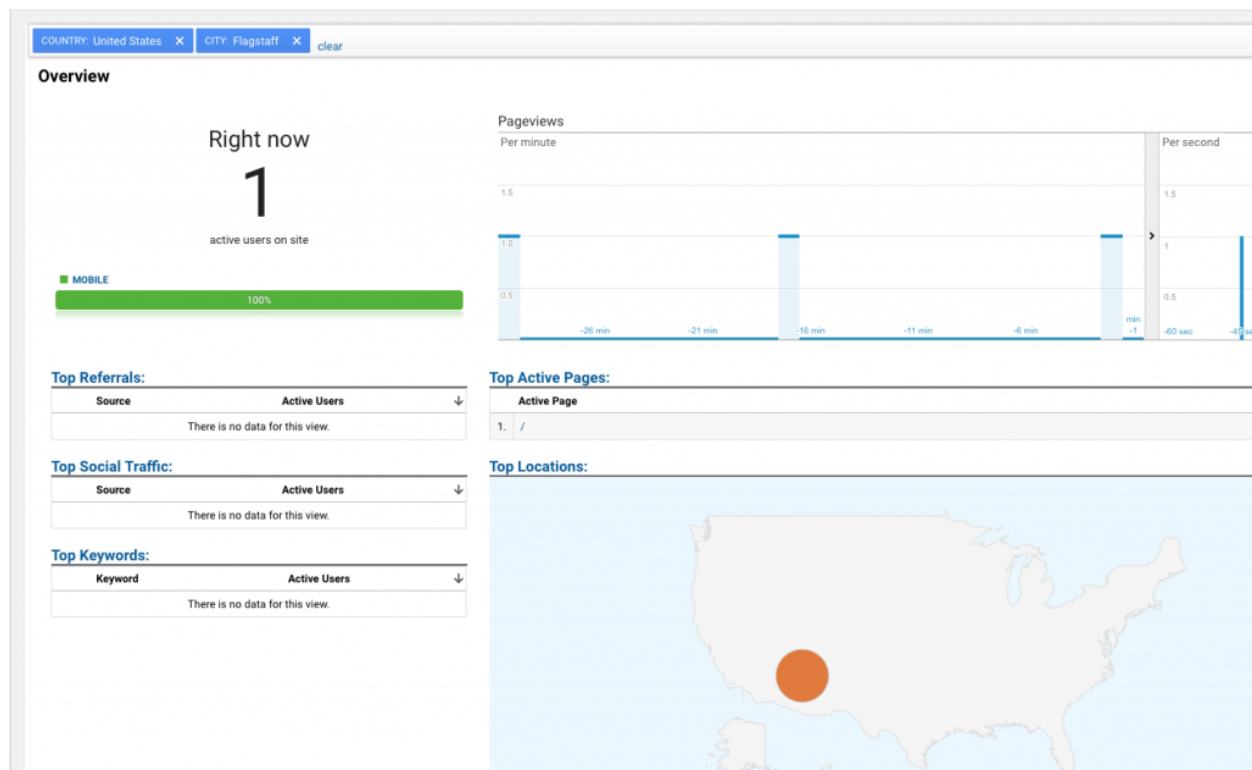 COUNTRY: United States × CITY: Flagstaff × clear
Overview
Right now
1
active users on site
MOBILE
100%
Pageviews
Per minute
1.5
1.0
0.5
-26 min -21 min -16 min -11 min -6 min min -1
Per second
1.5
1
0.5
-60 sec
Top Referrals:
Source Active Users
There is no data for this view.
Top Social Traffic:
Source Active Users
There is no data for this view.
Top Keywords:
Keyword Active Users
There is no data for this view.
Top Active Pages:
Active Page
1. /
Top Locations: